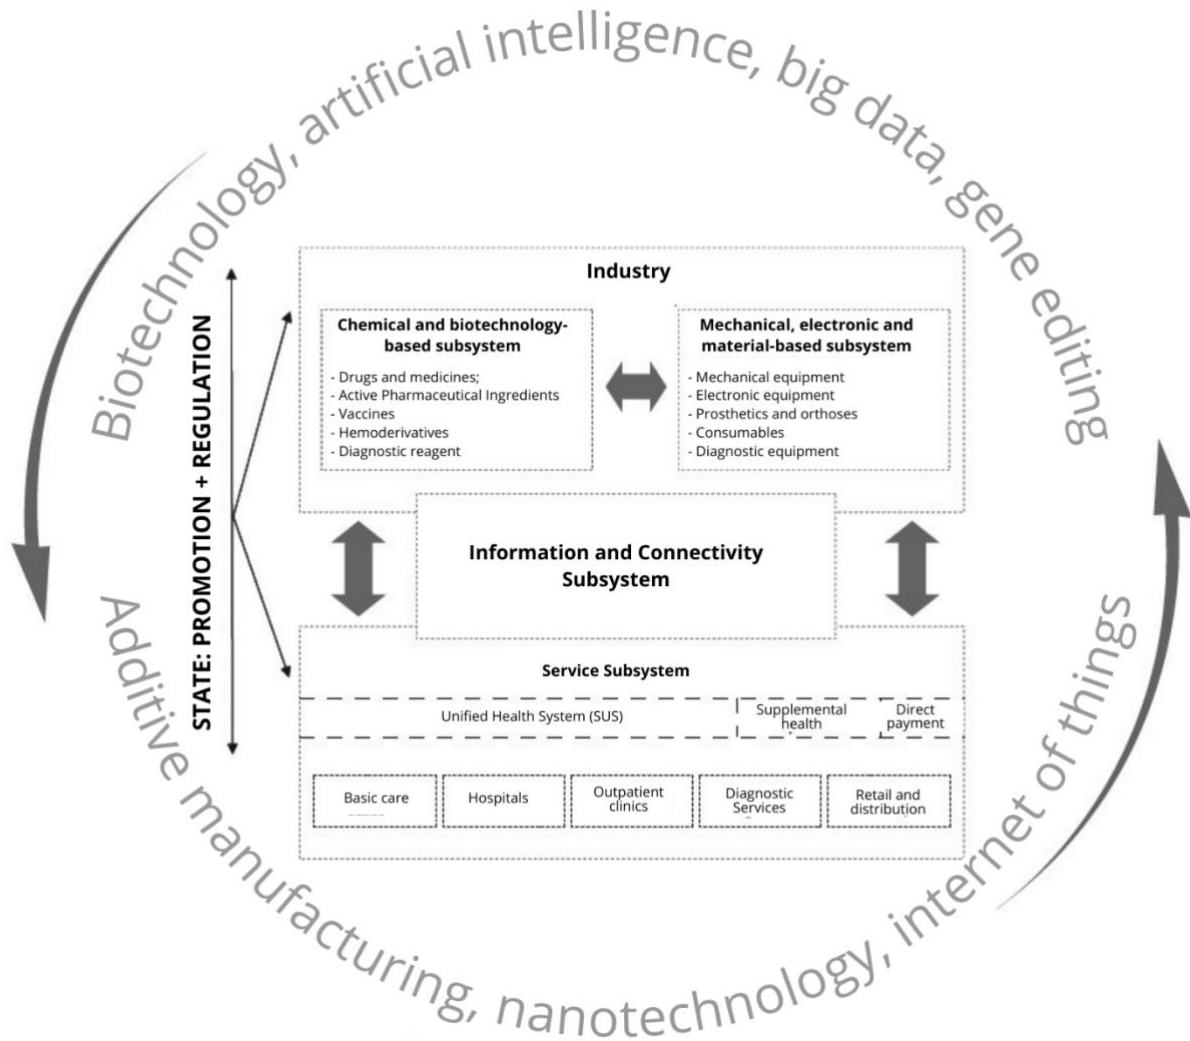 Biotechnology, artificial intelligence, big data, gene editing
STATE: PROMOTION + REGULATION
Industry
Chemical and biotechnology-
based subsystem
- Drugs and medicines;
- Active Pharmaceutical Ingredients
- Vaccines
- Hemoderivatives
- Diagnostic reagent
Mechanical, electronic and
material-based subsystem
- Mechanical equipment
- Electronic equipment
- Prosthetics and orthoses
- Consumables
- Diagnostic equipment
Information and Connectivity
Subsystem
Service Subsystem
Unified Health System (SUS)
Supplemental
health
Direct
payment
Basic care
Hospitals
Outpatient
clinics
Diagnostic
Services
Retail and
distribution
Additive manufacturing, nanotechnology, internet of things